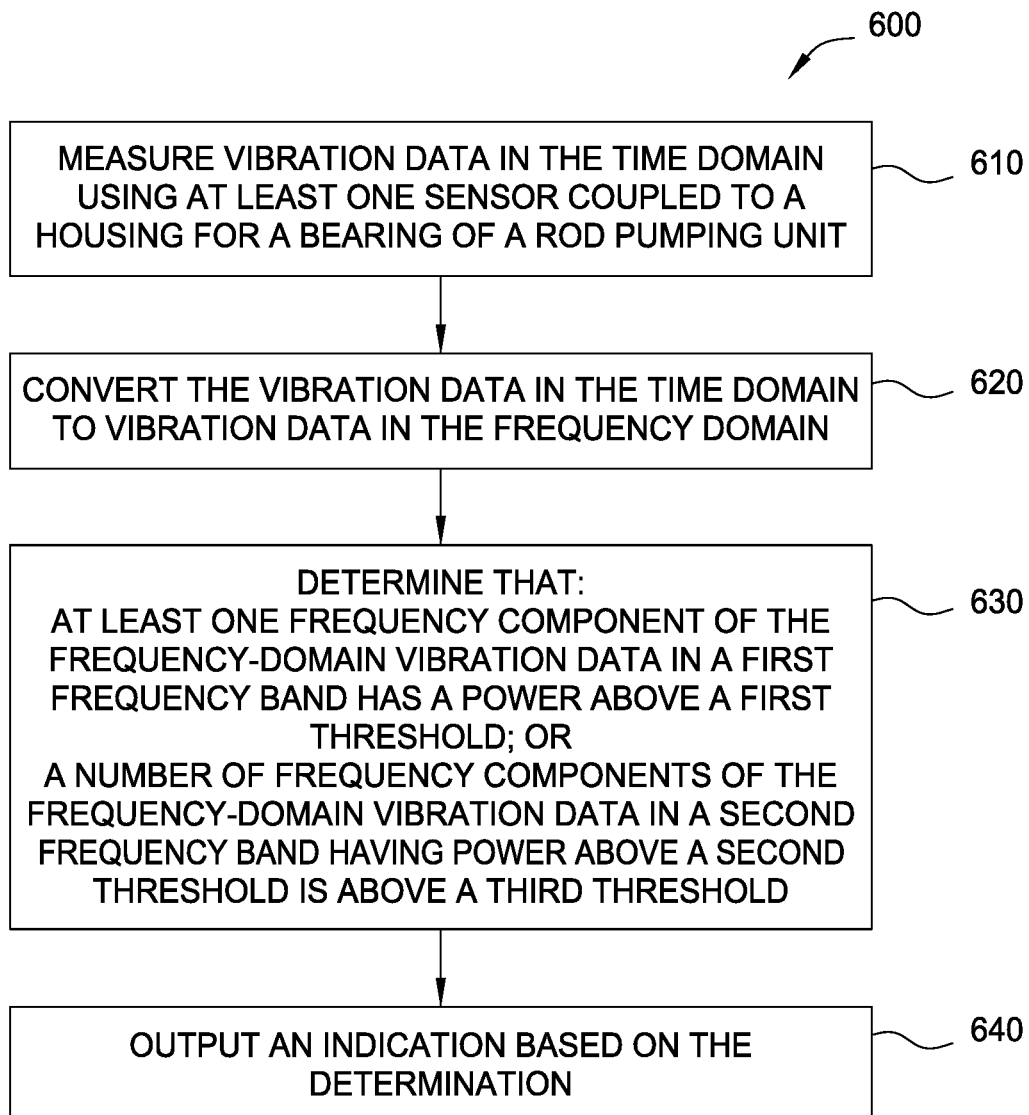 600
MEASURE VIBRATION DATA IN THE TIME DOMAIN
USING AT LEAST ONE SENSOR COUPLED TO A
HOUSING FOR A BEARING OF A ROD PUMPING UNIT
610
CONVERT THE VIBRATION DATA IN THE TIME DOMAIN
TO VIBRATION DATA IN THE FREQUENCY DOMAIN
620
DETERMINE THAT:
AT LEAST ONE FREQUENCY COMPONENT OF THE
FREQUENCY-DOMAIN VIBRATION DATA IN A FIRST
FREQUENCY BAND HAS A POWER ABOVE A FIRST
THRESHOLD; OR
A NUMBER OF FREQUENCY COMPONENTS OF THE
FREQUENCY-DOMAIN VIBRATION DATA IN A SECOND
FREQUENCY BAND HAVING POWER ABOVE A SECOND
THRESHOLD IS ABOVE A THIRD THRESHOLD
630
OUTPUT AN INDICATION BASED ON THE
DETERMINATION
640